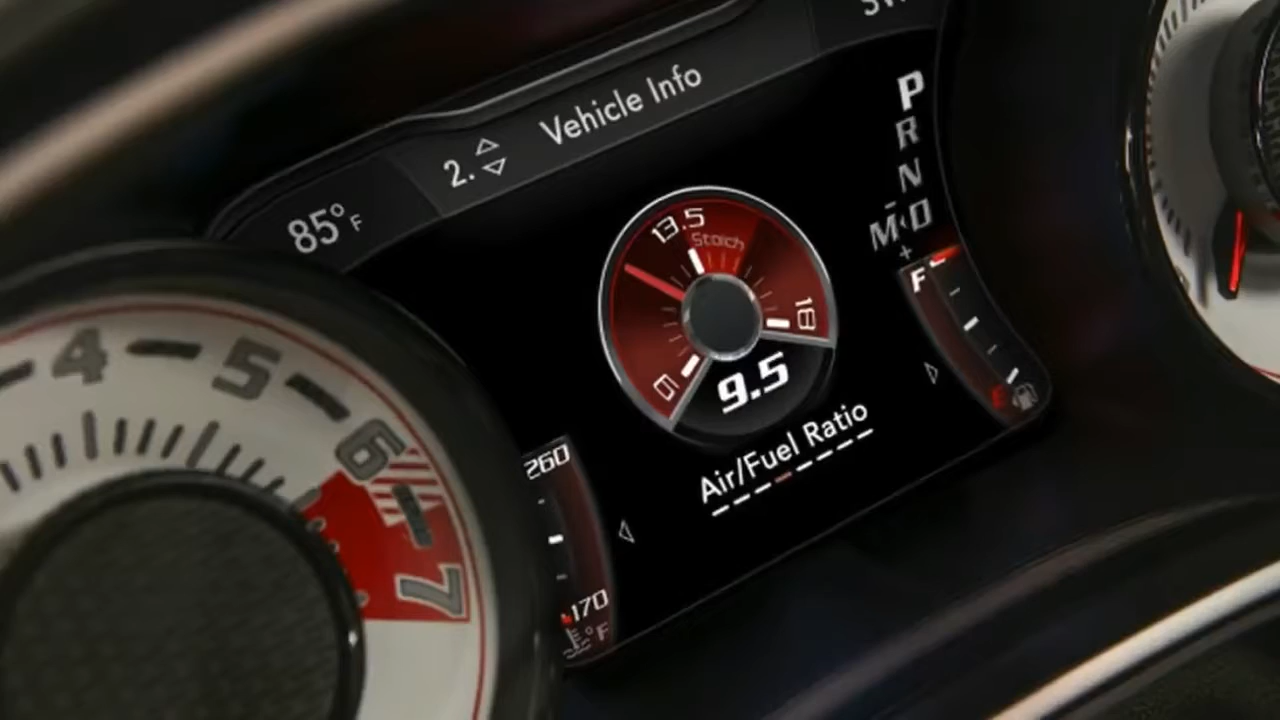 2. Vehicle Info
85°F
P
R
N
M D
- +
13.5
Stoich
18
9.5
Air/Fuel Ratio
F
E
260
170
°F
4 5 6 7